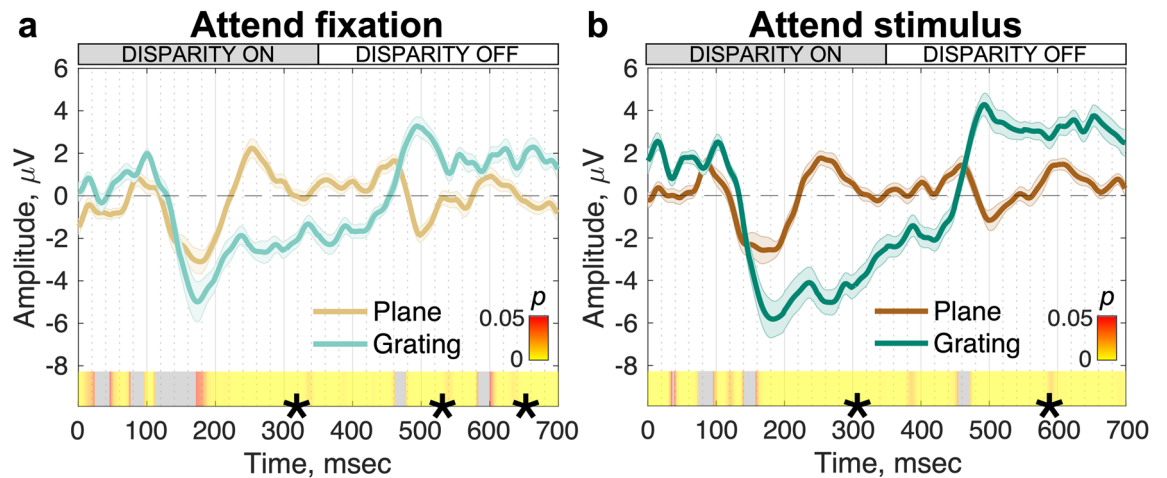 a Attend fixation
DISPARITY ON DISPARITY OFF
6
4
2
0
-2
-4
-6
-8
Amplitude, μV
Plane
Grating
p
0.05
0
* * *
0 100 200 300 400 500 600 700
Time, msec
b Attend stimulus
DISPARITY ON DISPARITY OFF
6
4
2
0
-2
-4
-6
-8
Amplitude, μV
Plane
Grating
p
0.05
0
* *
0 100 200 300 400 500 600 700
Time, msec